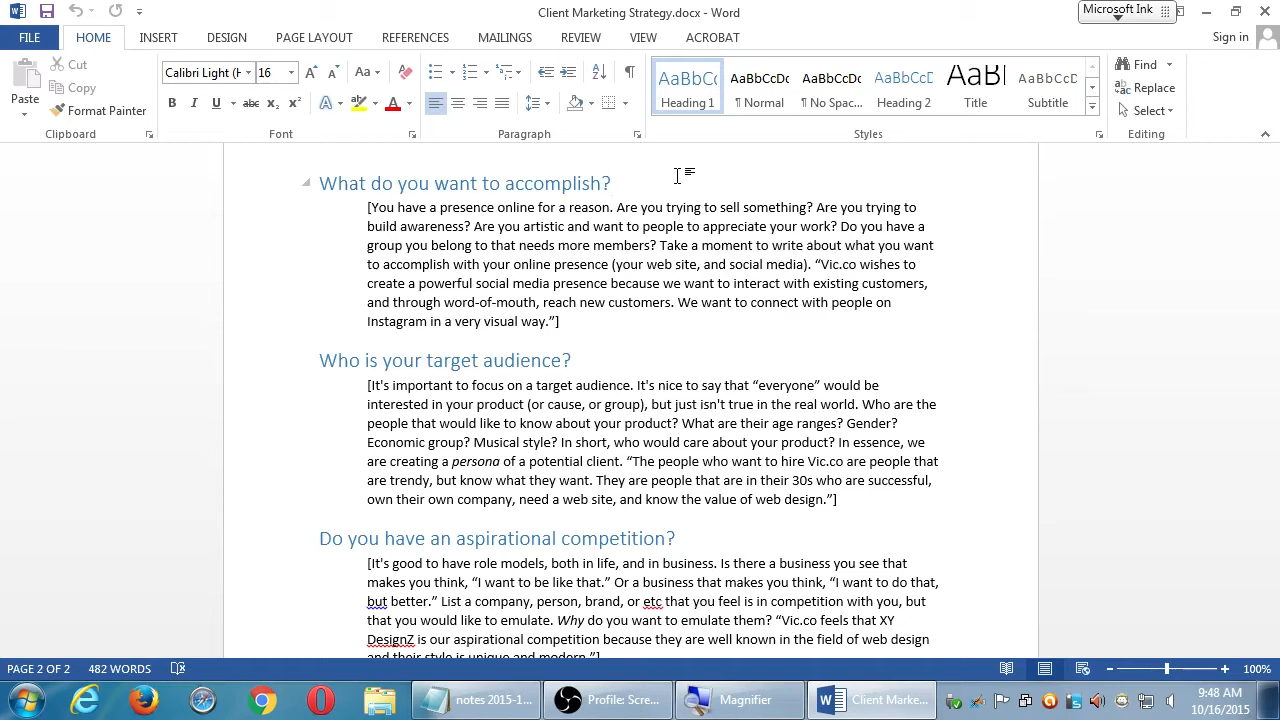 Client Marketing Strategy.docx - Word
Microsoft Ink
FILE HOME INSERT DESIGN PAGE LAYOUT REFERENCES MAILINGS REVIEW VIEW ACROBAT Sign in
Paste
Cut
Copy
Format Painter
Clipboard
Calibri Light (H 16
Aa
B I U abc x₂ x² A A
Font
Paragraph
AaBbCc AaBbCcDc AaBbCcDc AaBbCcD AaB AaBbCcD
Heading 1 ¶ Normal ¶ No Spac... Heading 2 Title Subtitle
Styles
Find
Replace
Select
Editing
What do you want to accomplish?
[You have a presence online for a reason. Are you trying to sell something? Are you trying to
build awareness? Are you artistic and want to people to appreciate your work? Do you have a
group you belong to that needs more members? Take a moment to write about what you want
to accomplish with your online presence (your web site, and social media). “Vic.co wishes to
create a powerful social media presence because we want to interact with existing customers,
and through word-of-mouth, reach new customers. We want to connect with people on
Instagram in a very visual way.”]
Who is your target audience?
[It's important to focus on a target audience. It's nice to say that “everyone” would be
interested in your product (or cause, or group), but just isn't true in the real world. Who are the
people that would like to know about your product? What are their age ranges? Gender?
Economic group? Musical style? In short, who would care about your product? In essence, we
are creating a persona of a potential client. “The people who want to hire Vic.co are people that
are trendy, but know what they want. They are people that are in their 30s who are successful,
own their own company, need a web site, and know the value of web design.”]
Do you have an aspirational competition?
[It's good to have role models, both in life, and in business. Is there a business you see that
makes you think, “I want to be like that.” Or a business that makes you think, “I want to do that,
but better.” List a company, person, brand, or etc that you feel is in competition with you, but
that you would like to emulate. Why do you want to emulate them? “Vic.co feels that XY
DesignZ is our aspirational competition because they are well known in the field of web design
and their style is unique and modern.”]
PAGE 2 OF 2 482 WORDS 100%
notes 2015-1... Profile: Scre... Magnifier Client Marke...
9:48 AM
10/16/2015